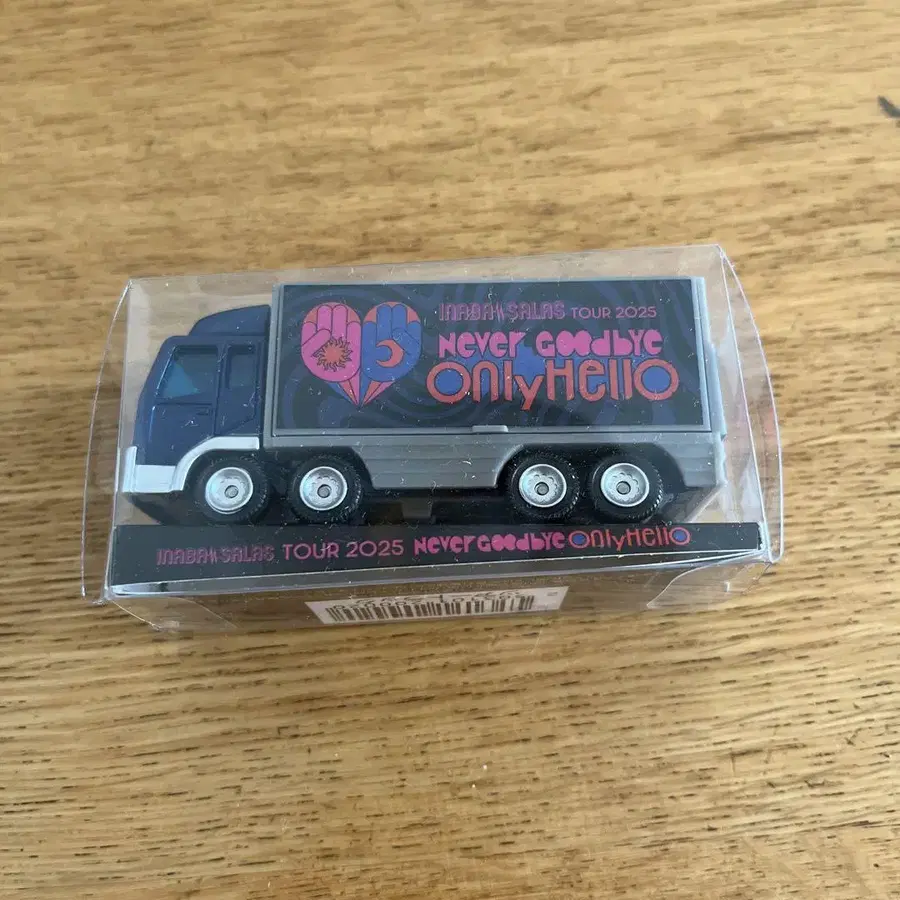 INABA SALAS TOUR 2025
Never Goodbye
OnlyHello
INABA SALAS TOUR 2025 Never Goodbye OnlyHello